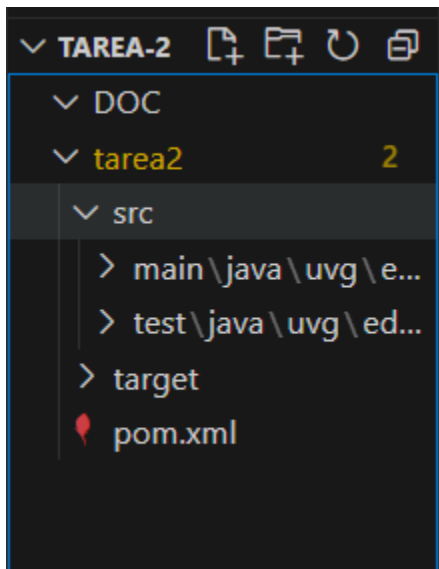 TAREA-2
DOC
tarea2 2
src
main\java\uvg\e...
test\java\uvg\ed...
target
pom.xml